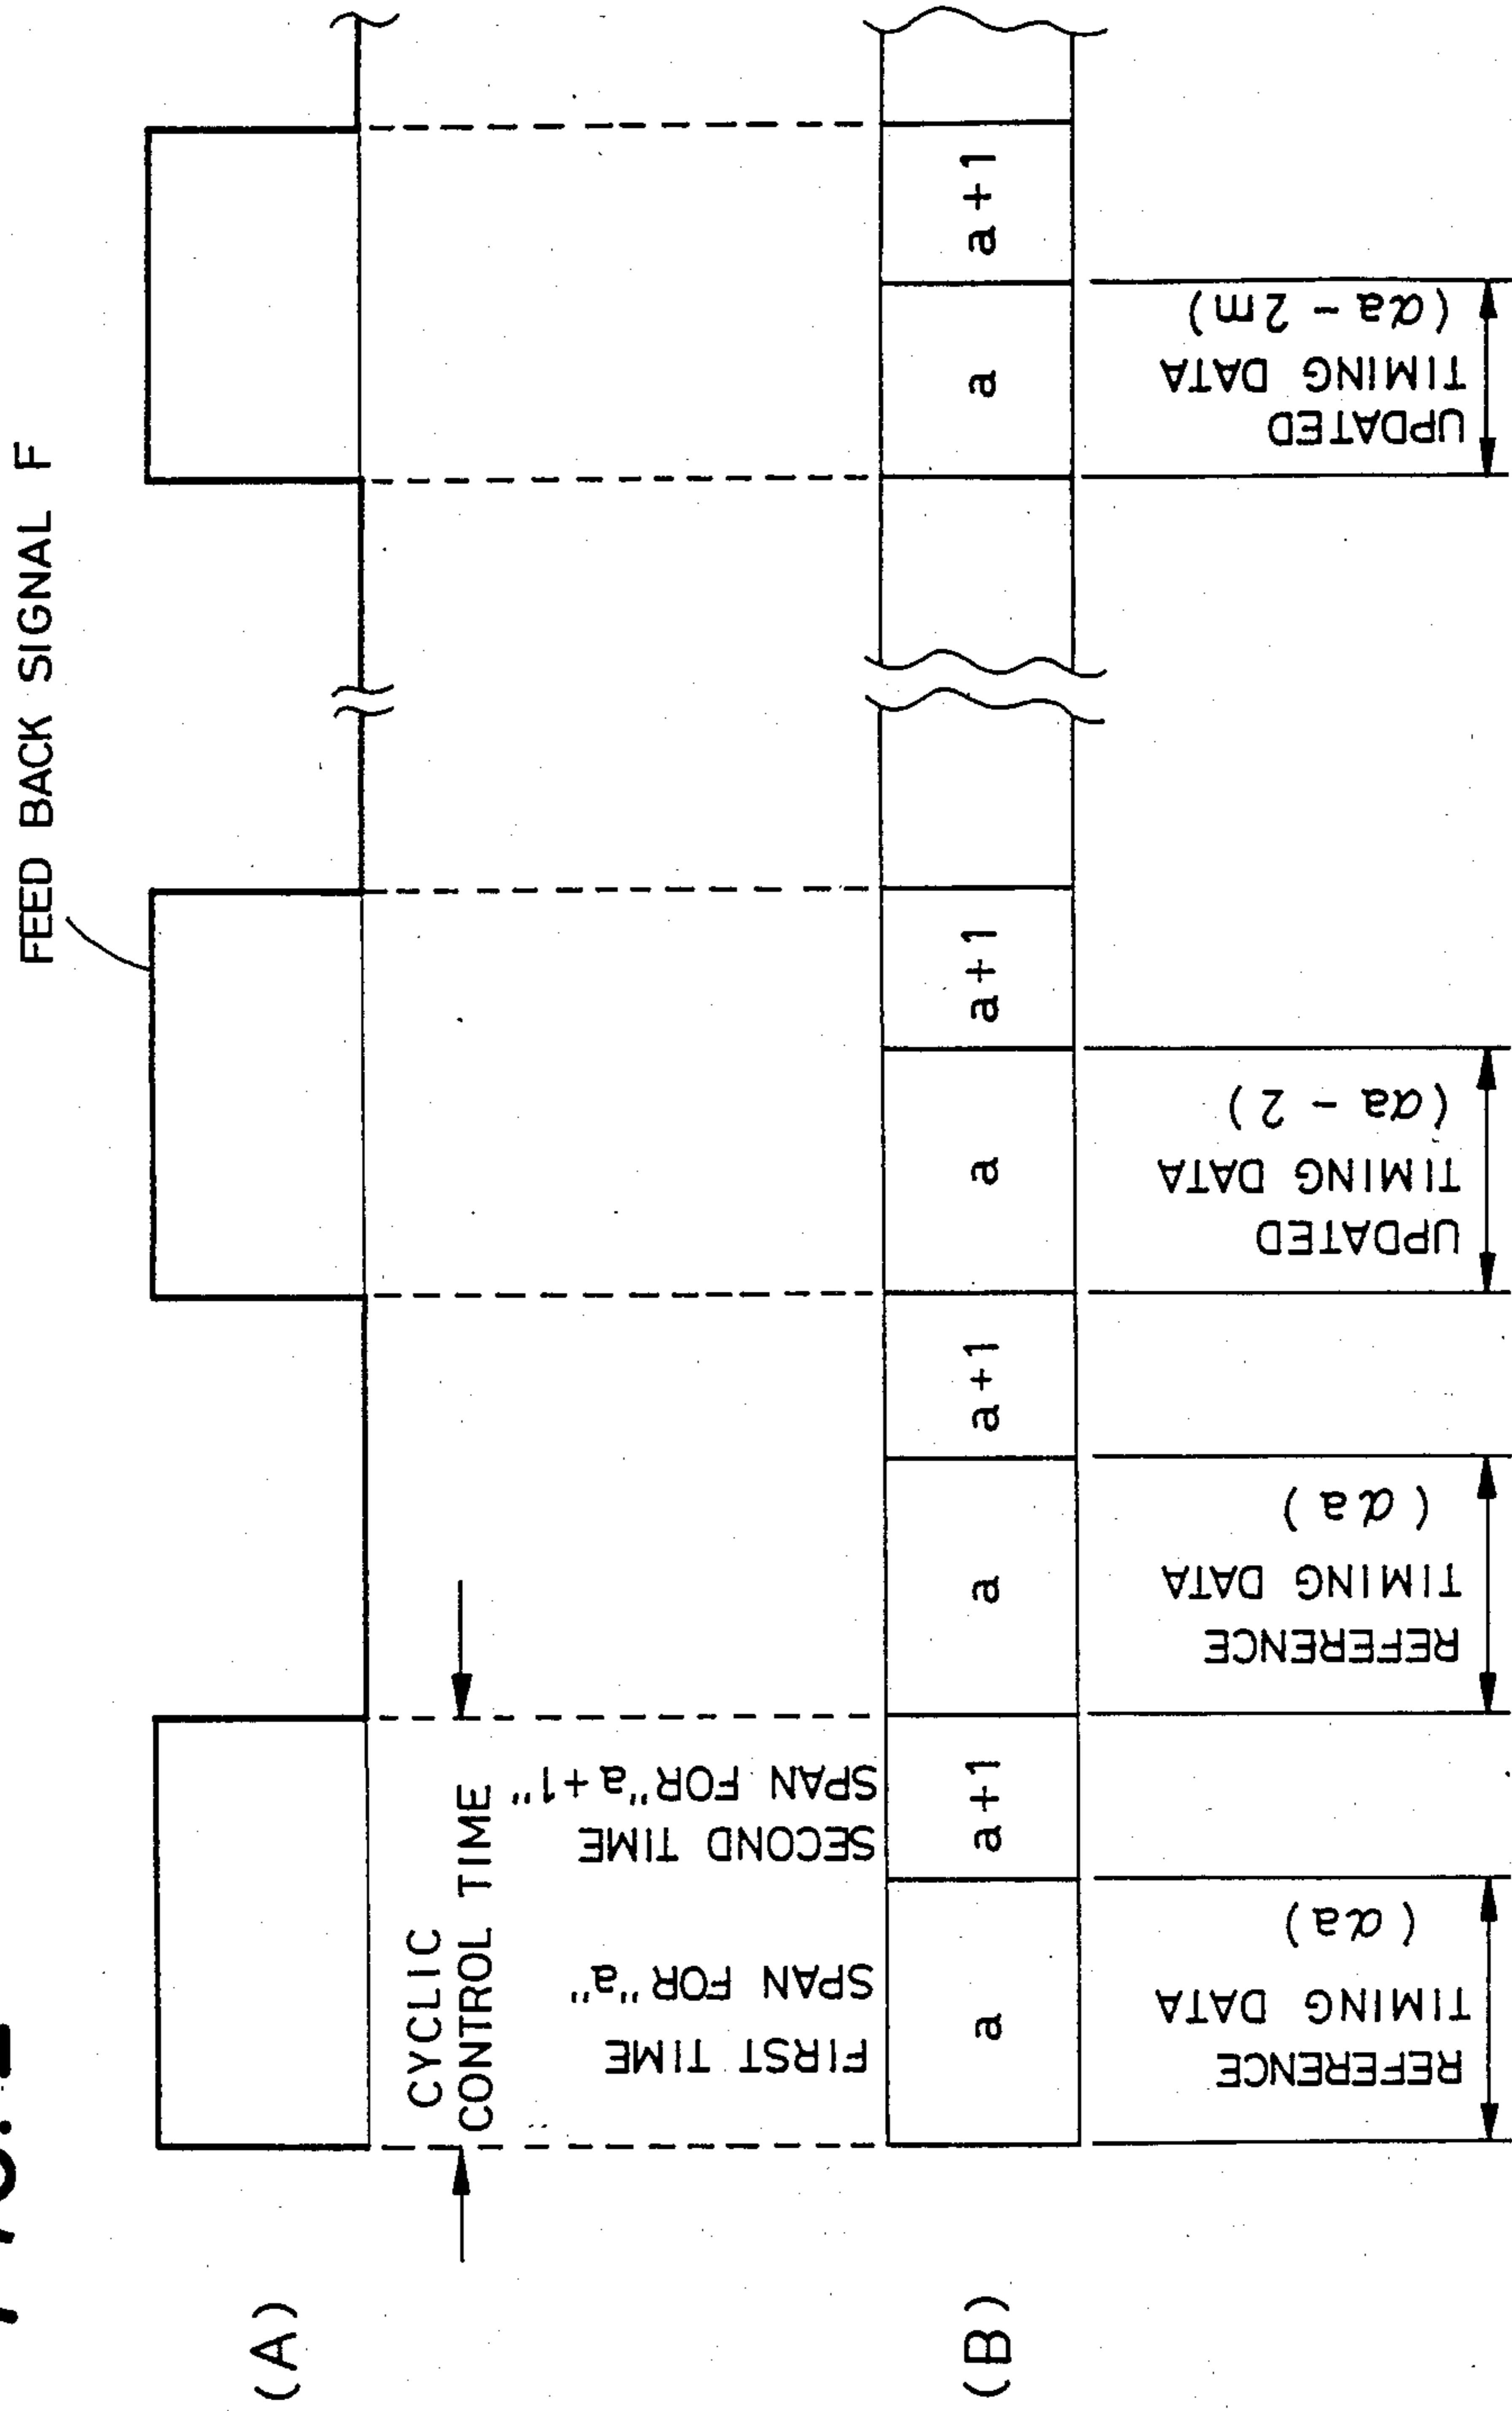 FEED BACK SIGNAL F
(A)
CYCLIC
CONTROL TIME
FIRST TIME
SPAN FOR "a"
SECOND TIME
SPAN FOR "a+1"
(B)
a
a+1
a
a+1
a
a+1
a
a+1
REFERENCE
TIMING DATA
(αa)
REFERENCE
TIMING DATA
(αa)
UPDATED
TIMING DATA
(αa - 2)
UPDATED
TIMING DATA
(αa - 2m)